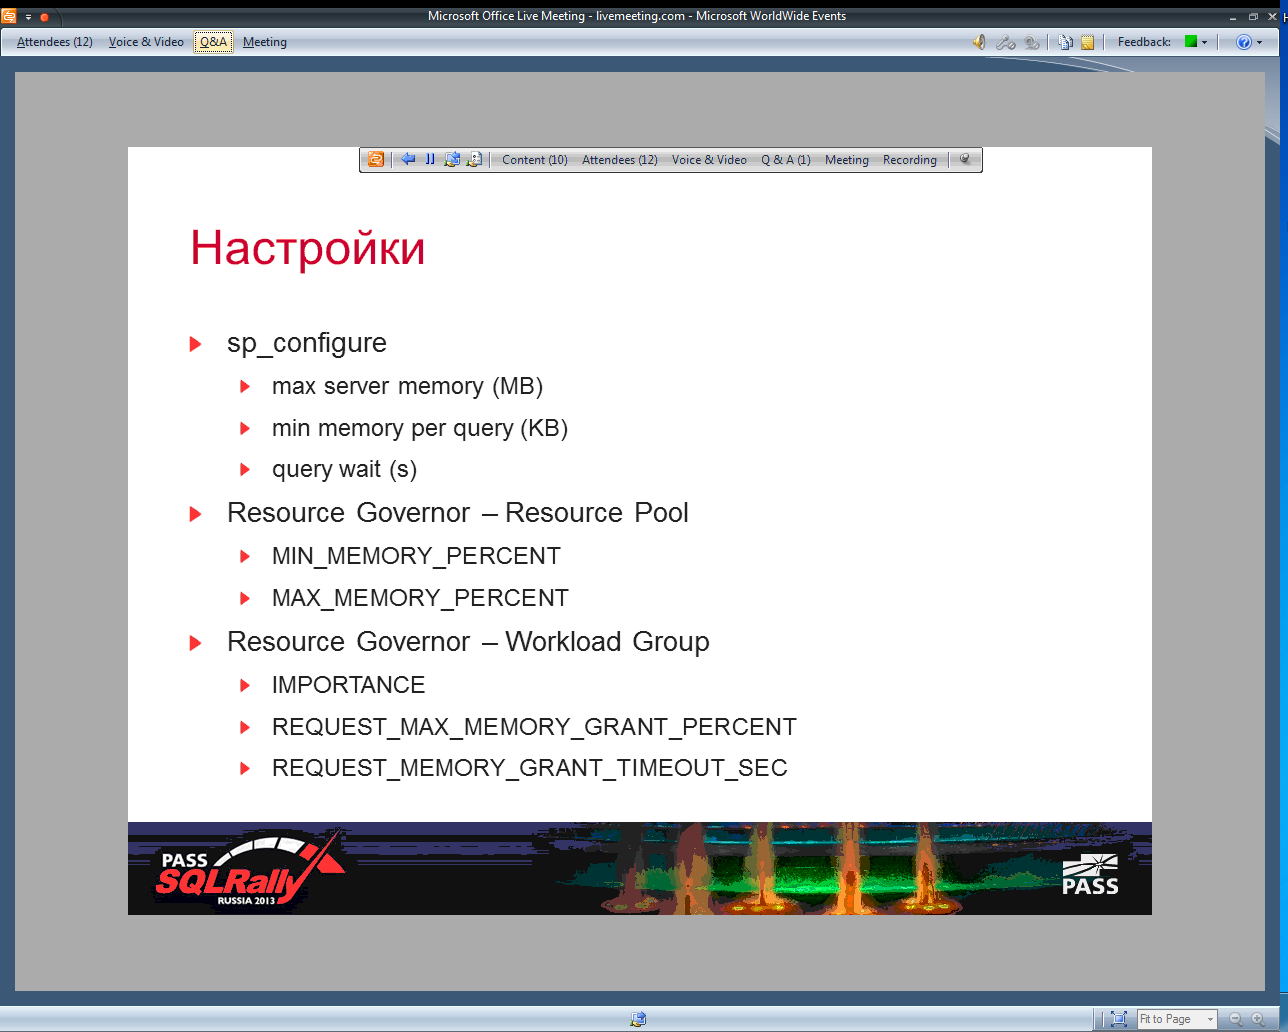 Microsoft Office Live Meeting - livemeeting.com - Microsoft WorldWide Events
Attendees (12) Voice & Video Q&A Meeting Feedback:
Content (10) Attendees (12) Voice & Video Q & A (1) Meeting Recording
Настройки
sp_configure
max server memory (MB)
min memory per query (KB)
query wait (s)
Resource Governor – Resource Pool
MIN_MEMORY_PERCENT
MAX_MEMORY_PERCENT
Resource Governor – Workload Group
IMPORTANCE
REQUEST_MAX_MEMORY_GRANT_PERCENT
REQUEST_MEMORY_GRANT_TIMEOUT_SEC
PASS
SQLRally
RUSSIA 2013
PASS
Fit to Page